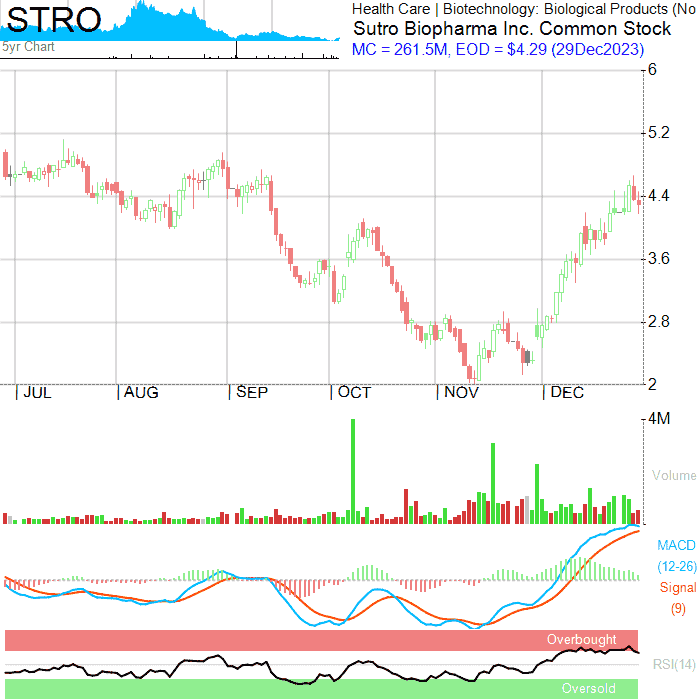 STRO
5yr Chart
Health Care | Biotechnology: Biological Products (No
Sutro Biopharma Inc. Common Stock
MC = 261.5M, EOD = $4.29 (29Dec2023)
6
5.2
4.4
3.6
2.8
2
| JUL | AUG | SEP | OCT | NOV | DEC
4M
Volume
MACD
(12-26)
Signal
(9)
Overbought
RSI(14)
Oversold